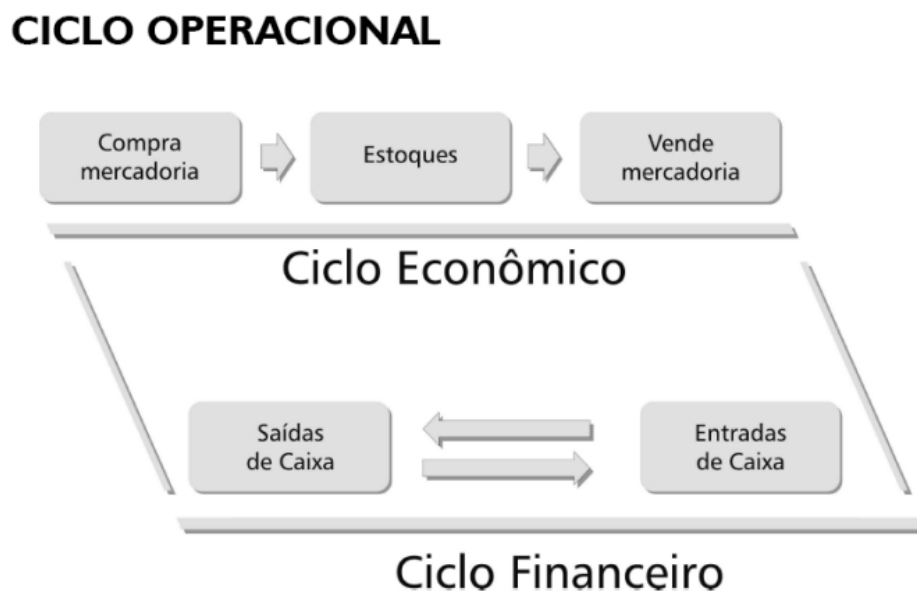 CICLO OPERACIONAL
Compra
mercadoria
Estoques
Vende
mercadoria
Ciclo Econômico
Saídas
de Caixa
Entradas
de Caixa
Ciclo Financeiro